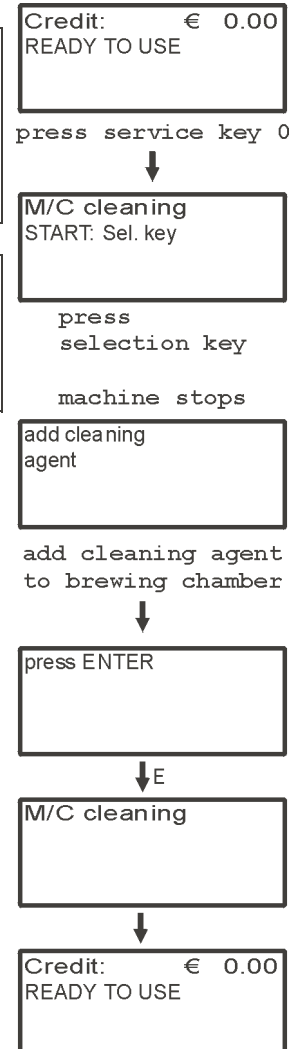 Credit: € 0.00
READY TO USE
press service key 0
M/C cleaning
START: Sel. key
press
selection key
machine stops
add cleaning
agent
add cleaning agent
to brewing chamber
press ENTER
E
M/C cleaning
Credit: € 0.00
READY TO USE